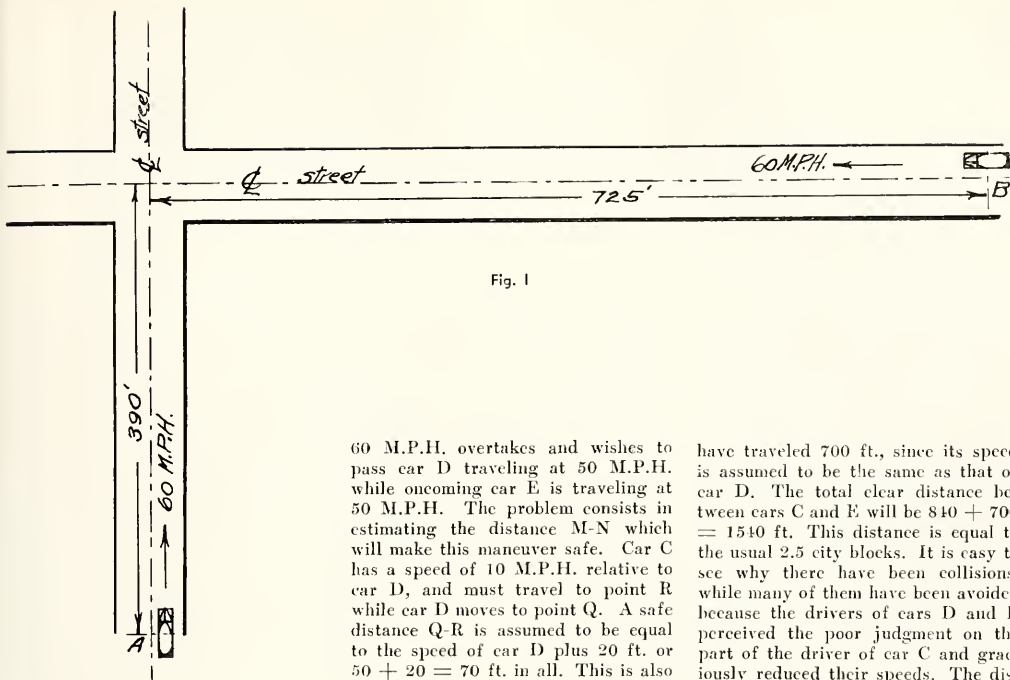 ℄ street
60 M.P.H.
℄ street
725'
B
Fig. 1
390'
60 M.P.H.
A
60 M.P.H. overtakes and wishes to
pass car D traveling at 50 M.P.H.
while oncoming car E is traveling at
50 M.P.H. The problem consists in
estimating the distance M-N which
will make this maneuver safe. Car C
has a speed of 10 M.P.H. relative to
car D, and must travel to point R
while car D moves to point Q. A safe
distance Q-R is assumed to be equal
to the speed of car D plus 20 ft. or
50 + 20 = 70 ft. in all. This is also
have traveled 700 ft., since its spee
is assumed to be the same as that o
car D. The total clear distance be
tween cars C and E will be 840 + 70
= 1540 ft. This distance is equal t
the usual 2.5 city blocks. It is easy t
see why there have been collisions
while many of them have been avoide
because the drivers of cars D and
perceived the poor judgment on th
part of the driver of car C and grac
iously reduced their speeds. The dis